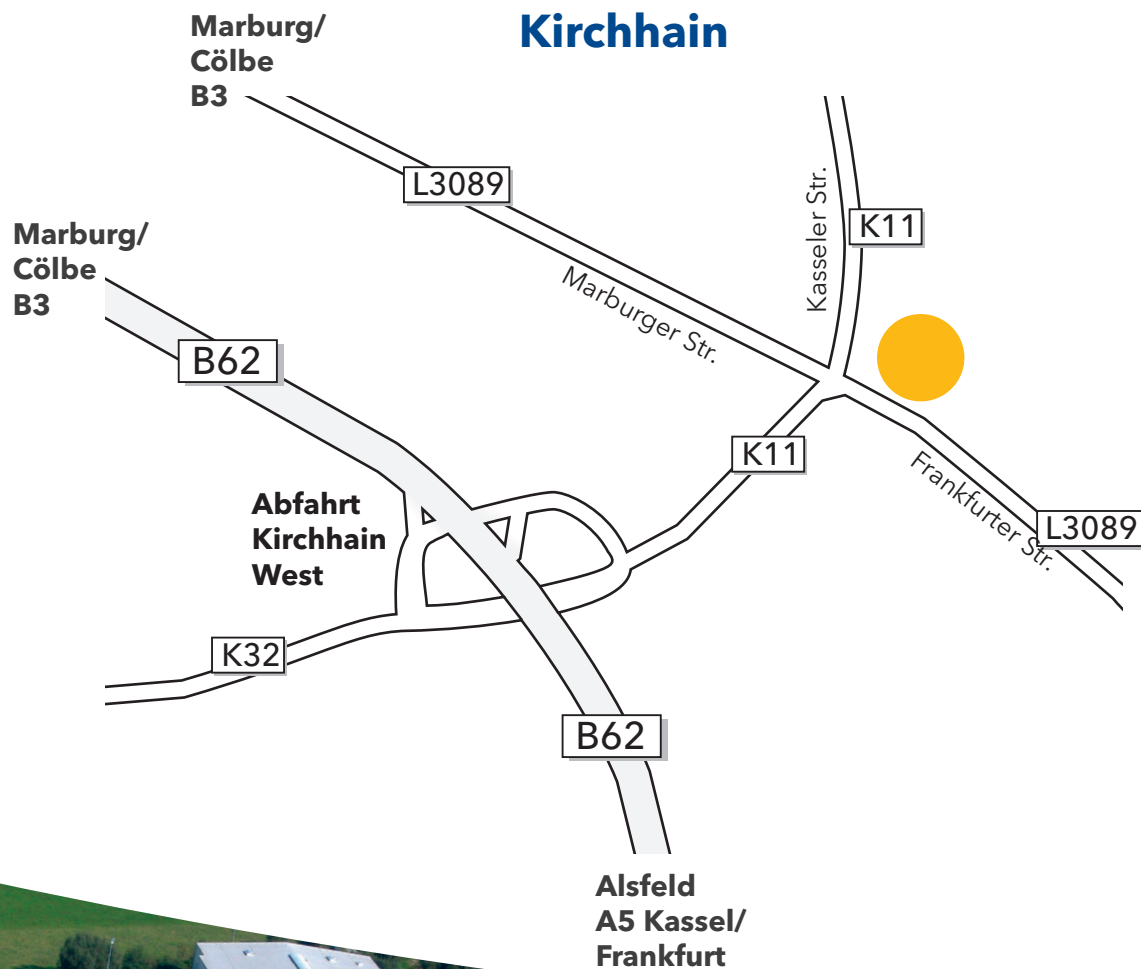 Kirchhain
Marburg/
Cölbe
B3
L3089
Kasseler Str.
K11
Marburg/
Cölbe
B3
Marburger Str.
B62
K11
Frankfurter Str.
L3089
Abfahrt
Kirchhain
West
K32
B62
Alsfeld
A5 Kassel/
Frankfurt